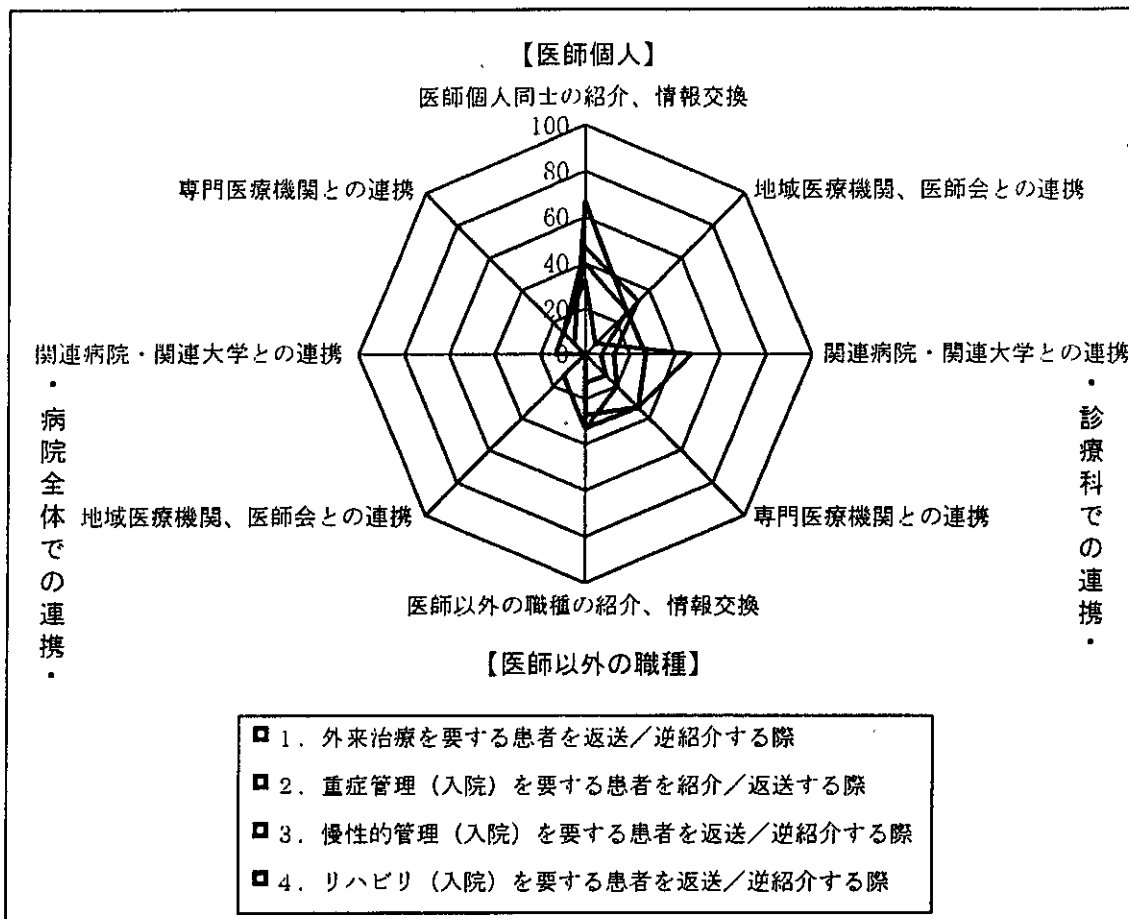 【医師個人】
医師個人同士の紹介、情報交換
100
80
60
40
20
0
専門医療機関との連携
地域医療機関、医師会との連携
関連病院・関連大学との連携
関連病院・関連大学との連携
・病院全体での連携・
・診療科での連携・
地域医療機関、医師会との連携
専門医療機関との連携
医師以外の職種の紹介、情報交換
【医師以外の職種】
1．外来治療を要する患者を返送／逆紹介する際
2．重症管理（入院）を要する患者を紹介／返送する際
3．慢性的管理（入院）を要する患者を返送／逆紹介する際
4．リハビリ（入院）を要する患者を返送／逆紹介する際